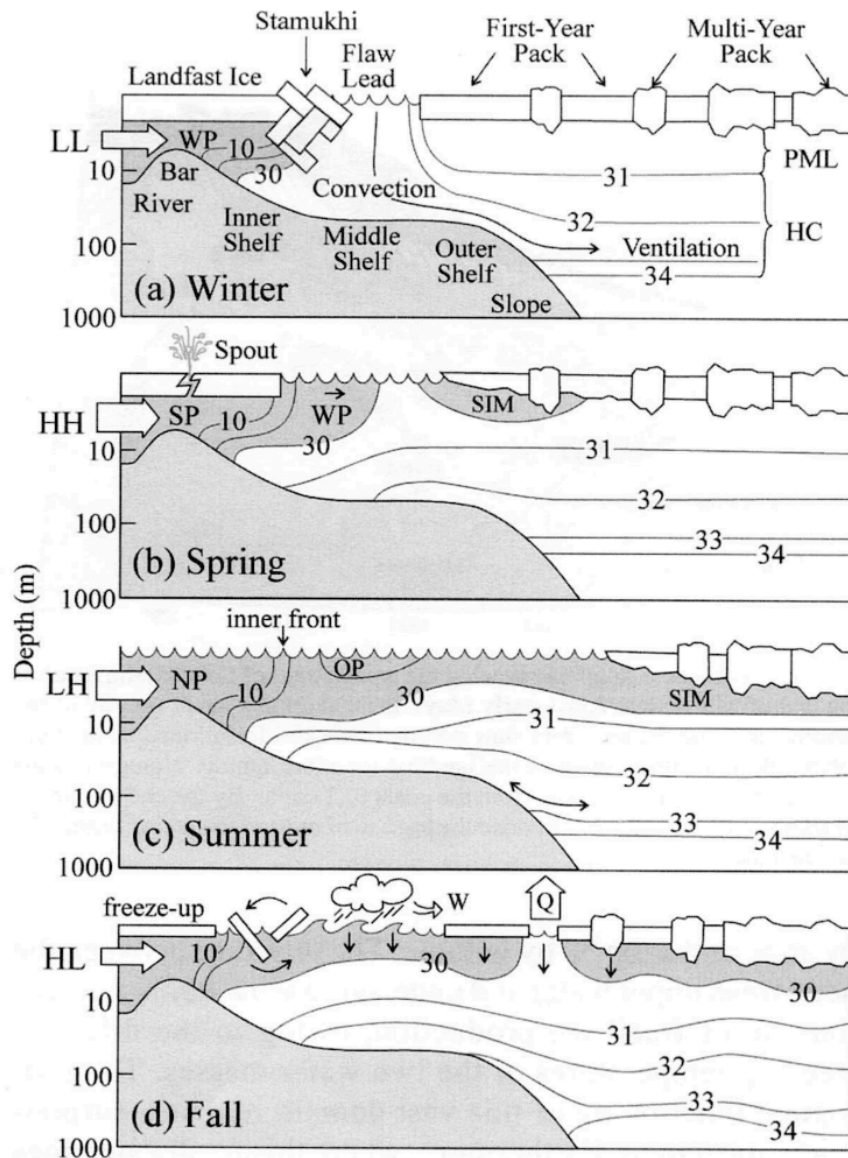 Stamukhi
First-Year Pack
Multi-Year Pack
Landfast Ice
Flaw Lead
LL
WP
10
30
Bar
River
Inner Shelf
Convection
Middle Shelf
Outer Shelf
Slope
Ventilation
31
32
34
PML
HC
10
100
1000
(a) Winter
Spout
HH
SP
10
WP
30
SIM
31
32
33
34
10
100
1000
(b) Spring
Depth (m)
inner front
LH
NP
10
OP
30
31
SIM
32
33
34
10
100
1000
(c) Summer
freeze-up
W
Q
HL
10
30
30
31
32
33
34
10
100
1000
(d) Fall